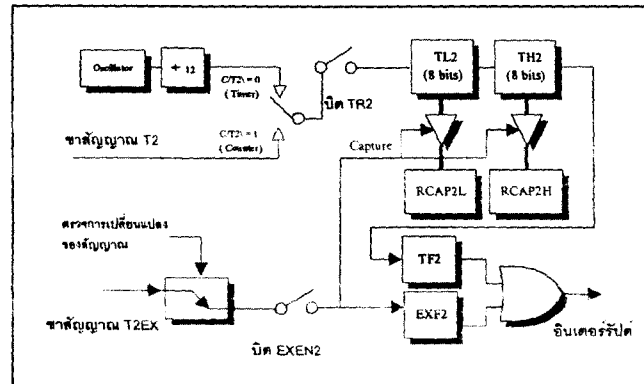 Oscillator
÷ 12
C/T2\ = 0
( Timer )
บิต TR2
TL2
(8 bits)
TH2
(8 bits)
ขาสัญญาณ T2
C/T2\ = 1
( Counter )
Capture
RCAP2L
RCAP2H
ตรวจการเปลี่ยนแปลง
ของสัญญาณ
TF2
ขาสัญญาณ T2EX
EXF2
บิต EXEN2
อินเตอร์รัปต์